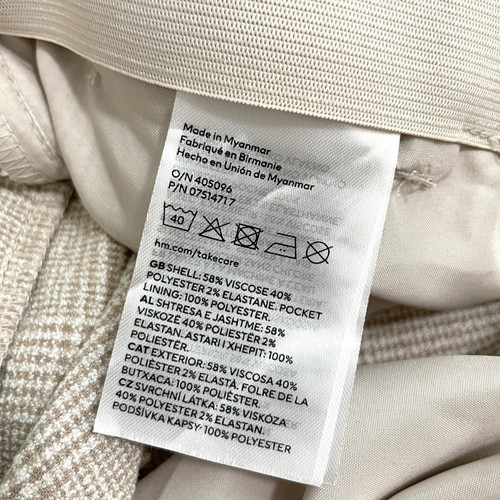 Made in Myanmar
Fabriqué en Birmanie
Hecho en Unión de Myanmar
O/N 405096
P/N 0751471 7
40
hm.com/takecare
GB SHELL: 58% VISCOSE 40%
POLYESTER 2% ELASTANE. POCKET
LINING: 100% POLYESTER.
AL SHTRESA E JASHTME: 58%
VISKOZË 40% POLIESTËR 2%
ELASTAN. ASTARI I XHEPIT: 100%
POLIESTËR.
CAT EXTERIOR: 58% VISCOSA 40%
POLIÈSTER 2% ELASTÀ. FOLRE DE LA
BUTXACA: 100% POLIÈSTER.
CZ SVRCHNÍ LÁTKA: 58% VISKÓZA
40% POLYESTER 2% ELASTAN.
PODŠÍVKA KAPSY: 100% POLYESTER